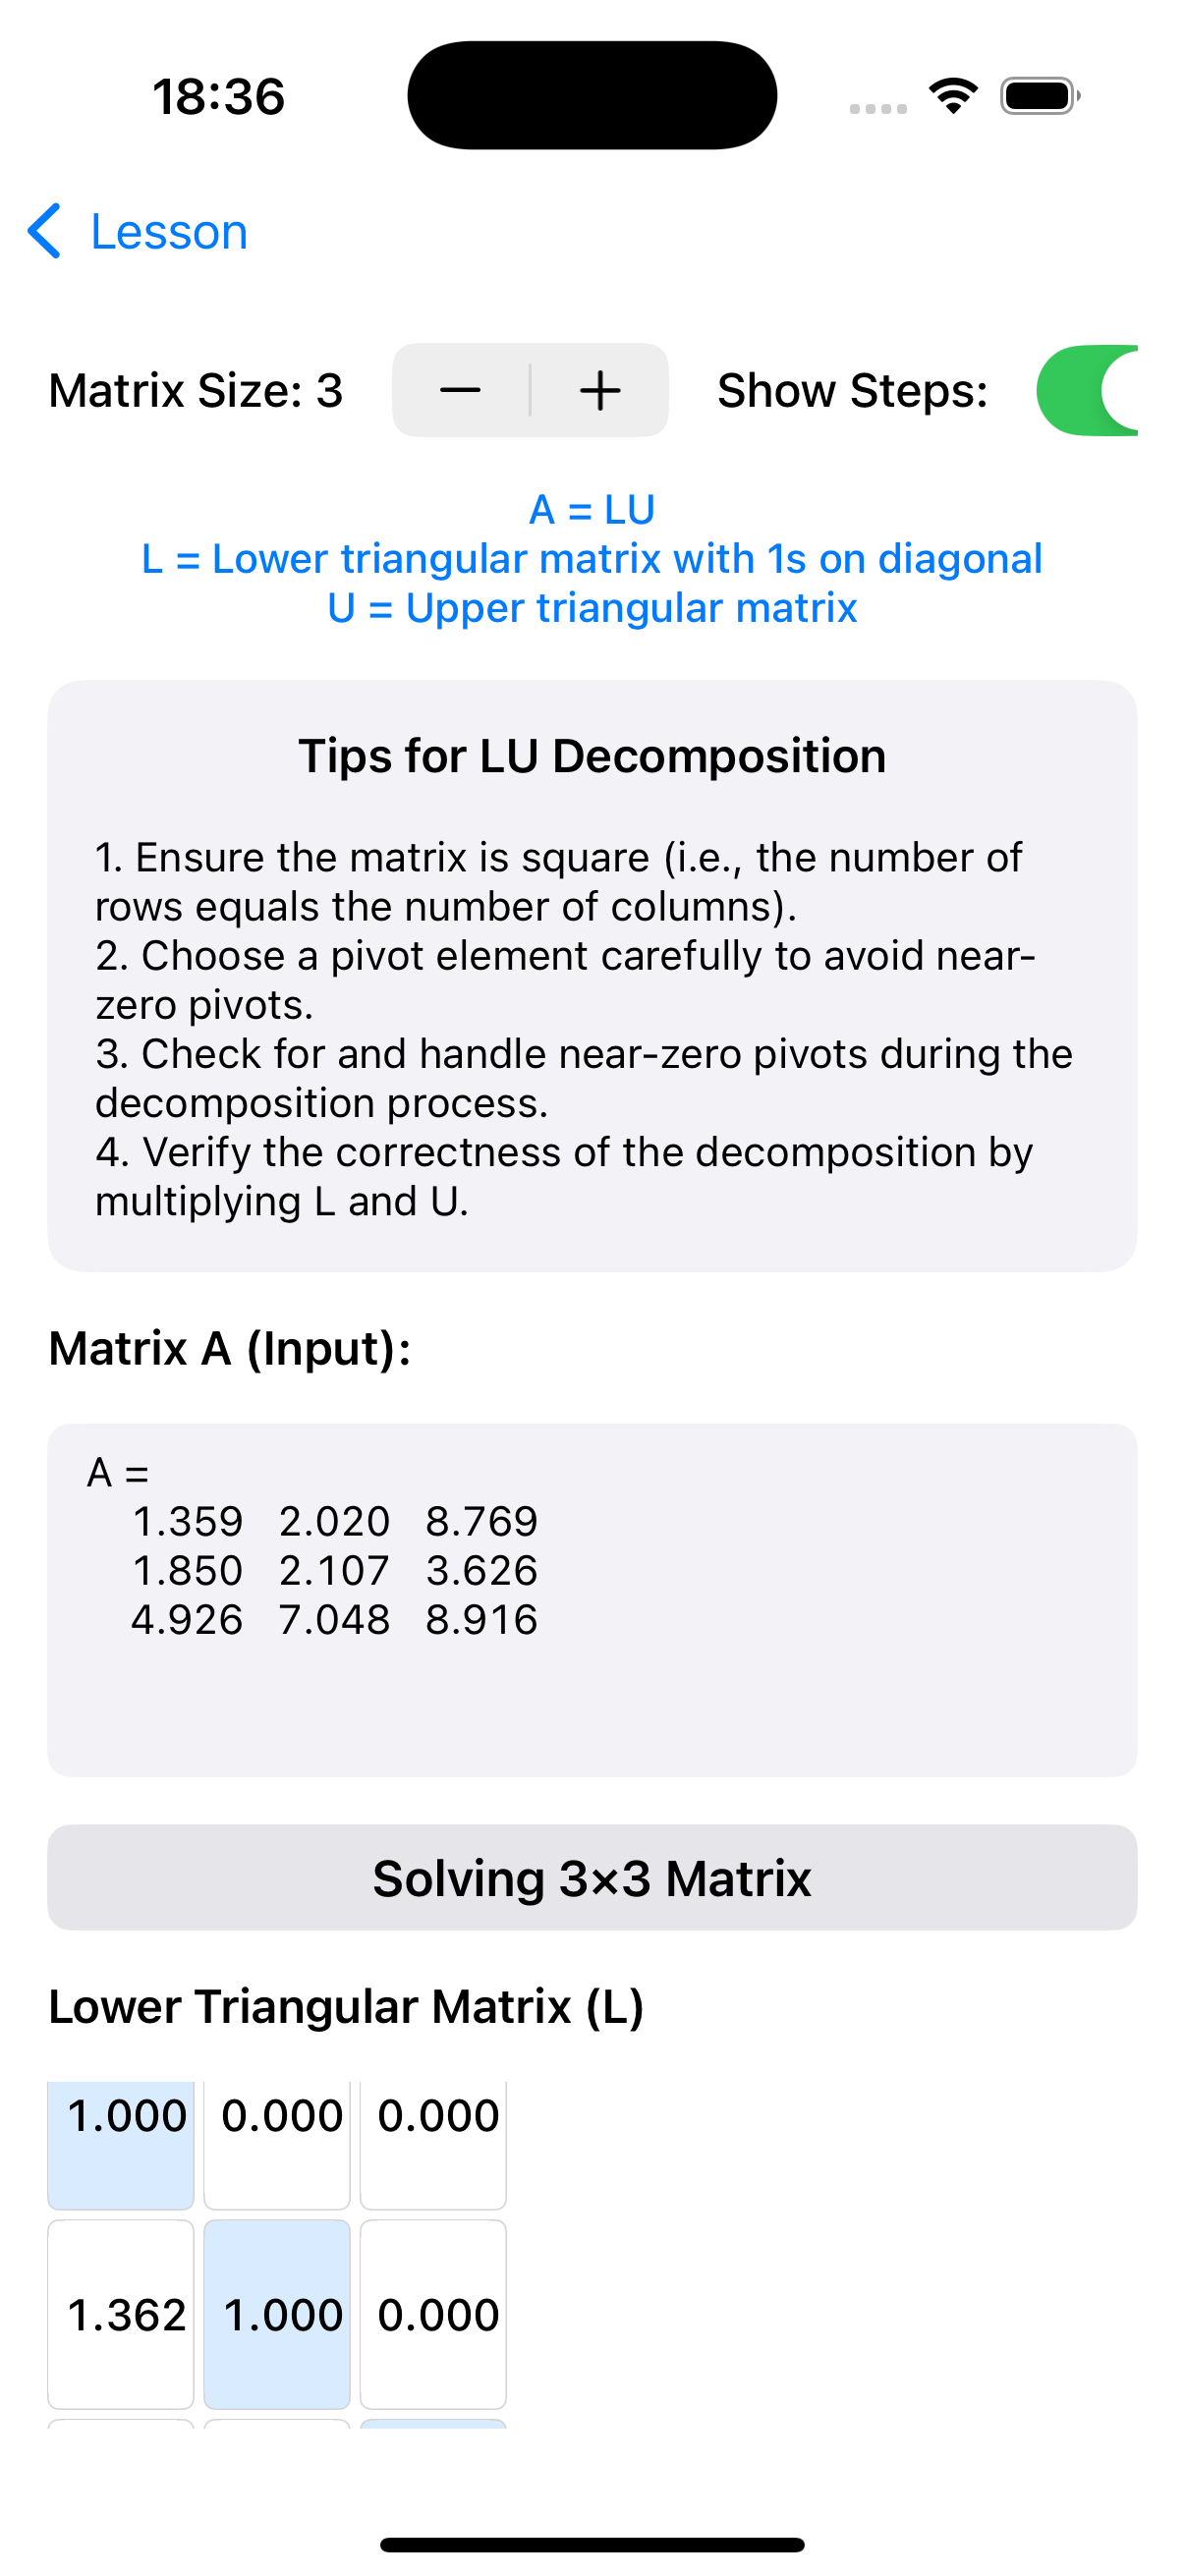 18:36
Lesson
Matrix Size: 3 − + Show Steps:
A = LU
L = Lower triangular matrix with 1s on diagonal
U = Upper triangular matrix
Tips for LU Decomposition
1. Ensure the matrix is square (i.e., the number of
rows equals the number of columns).
2. Choose a pivot element carefully to avoid near-
zero pivots.
3. Check for and handle near-zero pivots during the
decomposition process.
4. Verify the correctness of the decomposition by
multiplying L and U.
Matrix A (Input):
A =
1.359 2.020 8.769
1.850 2.107 3.626
4.926 7.048 8.916
Solving 3×3 Matrix
Lower Triangular Matrix (L)
1.000 0.000 0.000
1.362 1.000 0.000